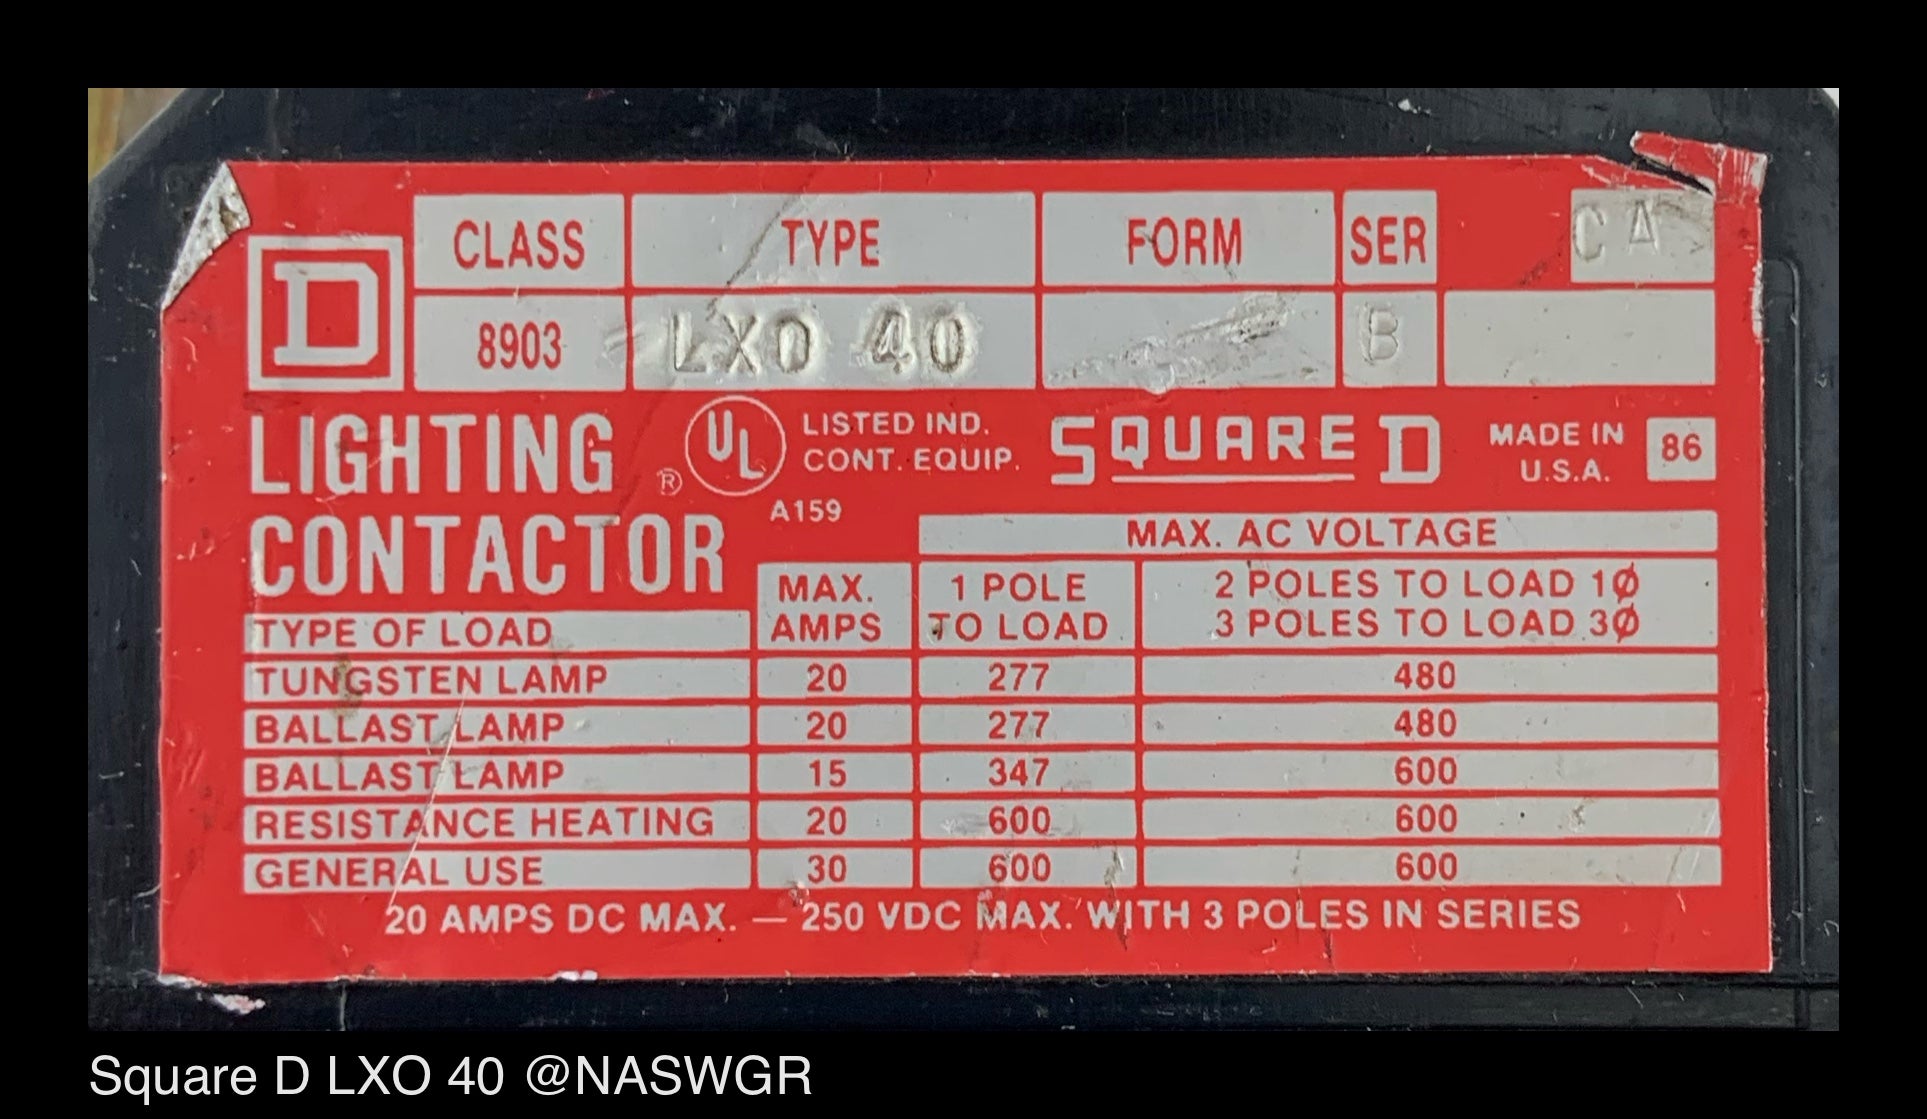 CLASS TYPE FORM SER CA
D
8903 LXO 40 B
LIGHTING
CONTACTOR
® UL LISTED IND.
CONT. EQUIP.
A159
SQUARE D
MADE IN
U.S.A.
86
MAX. AC VOLTAGE
TYPE OF LOAD
MAX.
AMPS
1 POLE
TO LOAD
2 POLES TO LOAD 1Ø
3 POLES TO LOAD 3Ø
TUNGSTEN LAMP 20 277 480
BALLAST LAMP 20 277 480
BALLAST LAMP 15 347 600
RESISTANCE HEATING 20 600 600
GENERAL USE 30 600 600
20 AMPS DC MAX. — 250 VDC MAX. WITH 3 POLES IN SERIES
Square D LXO 40 @NASWGR